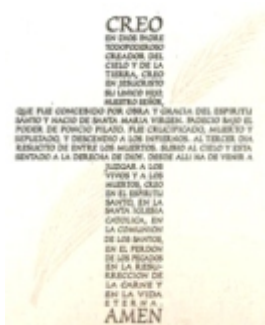 CREO
EN DIOS PADRE
TODOPODEROSO
CREADOR DEL
CIELO Y DE LA
TIERRA, CREO
EN JESUCRISTO
SU UNICO HIJO,
NUESTRO SEÑOR,
QUE FUE CONCEBIDO POR OBRA Y GRACIA DEL ESPIRITU
SANTO Y NACIO DE SANTA MARIA VIRGEN. PADECIO BAJO EL
PODER DE PONCIO PILATO, FUE CRUCIFICADO, MUERTO Y
SEPULTADO, Y DESCENDIO A LOS INFIERNOS. AL TERCER DIA
RESUCITO DE ENTRE LOS MUERTOS. SUBIO AL CIELO Y ESTA
SENTADO A LA DERECHA DE DIOS. DESDE ALLI HA DE VENIR A
JUZGAR A LOS
VIVOS Y A LOS
MUERTOS, CREO
EN EL ESPIRITU
SANTO, EN LA
SANTA IGLESIA
CATOLICA, EN
LA COMUNION
DE LOS SANTOS,
EN EL PERDON
DE LOS PECADOS
EN LA RESU-
RRECCION DE
LA CARNE Y
EN LA VIDA
ETERNA
AMEN